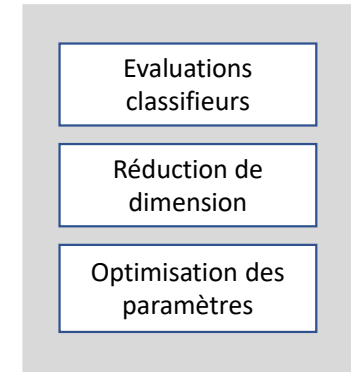 Evaluations
classifieurs
Réduction de
dimension
Optimisation des
paramètres